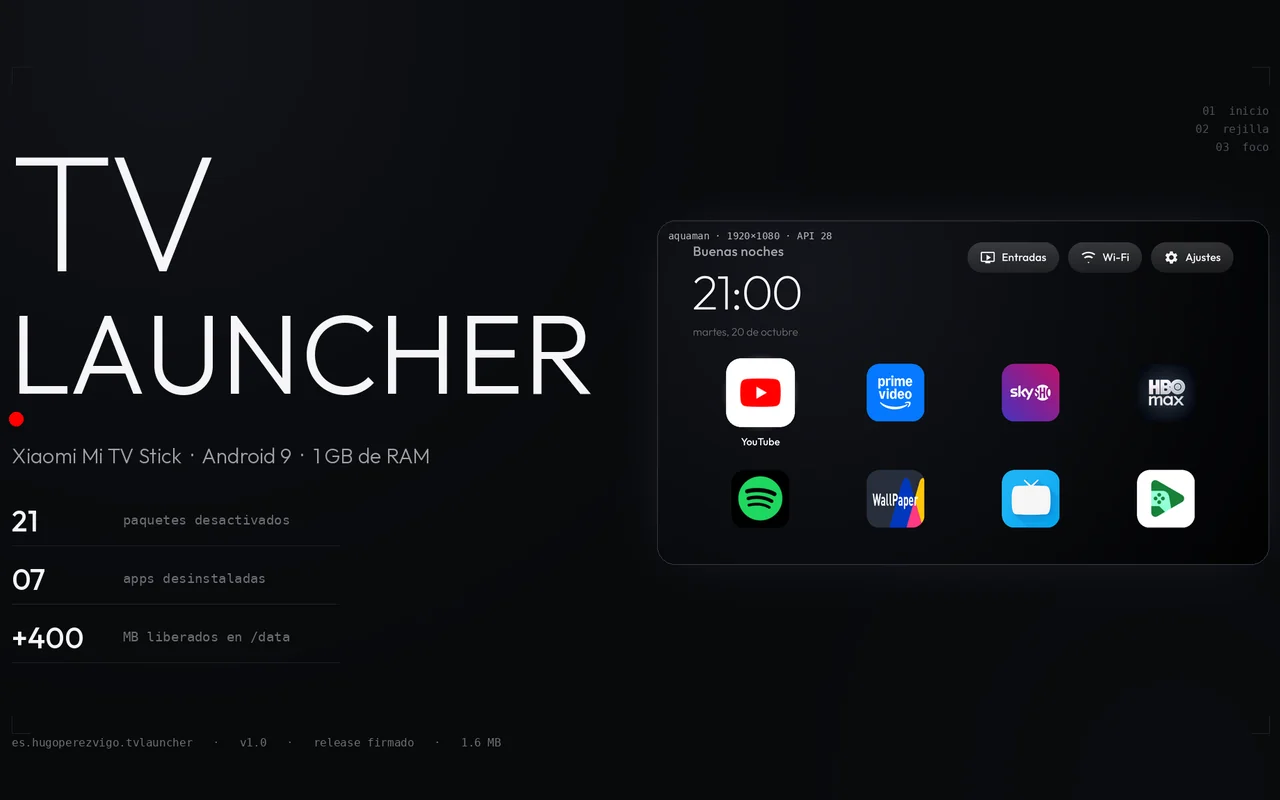 01 inicio
02 rejilla
03 foco
TV
LAUNCHER
Xiaomi Mi TV Stick · Android 9 · 1 GB de RAM
21 paquetes desactivados
07 apps desinstaladas
+400 MB liberados en /data
aquaman · 1920×1080 · API 28
Buenas noches
Entradas Wi-Fi Ajustes
21:00
martes, 20 de octubre
prime video
sky SHO
HBO max
YouTube
WallPaper
es.hugoperezvigo.tvlauncher · v1.0 · release firmado · 1.6 MB